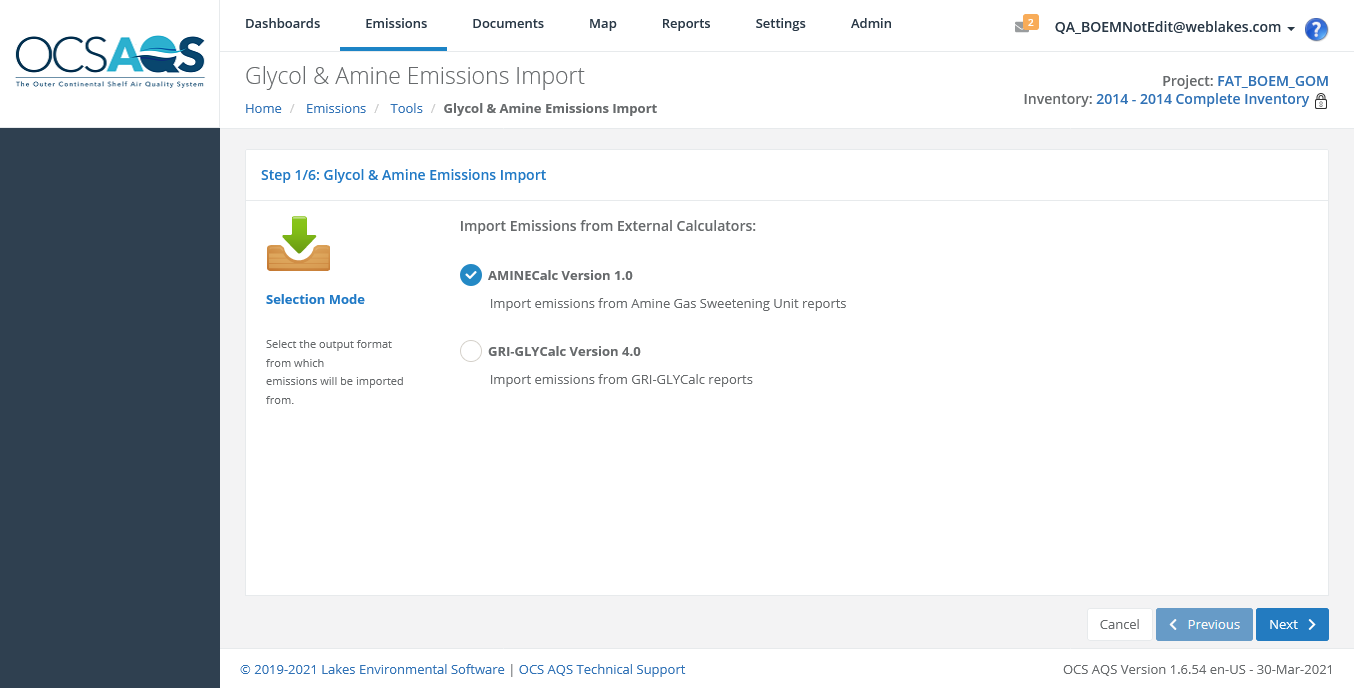 OCSAQS
The Outer Continental Shelf Air Quality System
Dashboards Emissions Documents Map Reports Settings Admin
2
QA_BOEMNotEdit@weblakes.com
?
Glycol & Amine Emissions Import
Home / Emissions / Tools / Glycol & Amine Emissions Import
Project: FAT_BOEM_GOM
Inventory: 2014 - 2014 Complete Inventory
Step 1/6: Glycol & Amine Emissions Import
Selection Mode
Select the output format
from which
emissions will be imported
from.
Import Emissions from External Calculators:
AMINECalc Version 1.0
Import emissions from Amine Gas Sweetening Unit reports
GRI-GLYCalc Version 4.0
Import emissions from GRI-GLYCalc reports
Cancel Previous Next
© 2019-2021 Lakes Environmental Software | OCS AQS Technical Support
OCS AQS Version 1.6.54 en-US - 30-Mar-2021